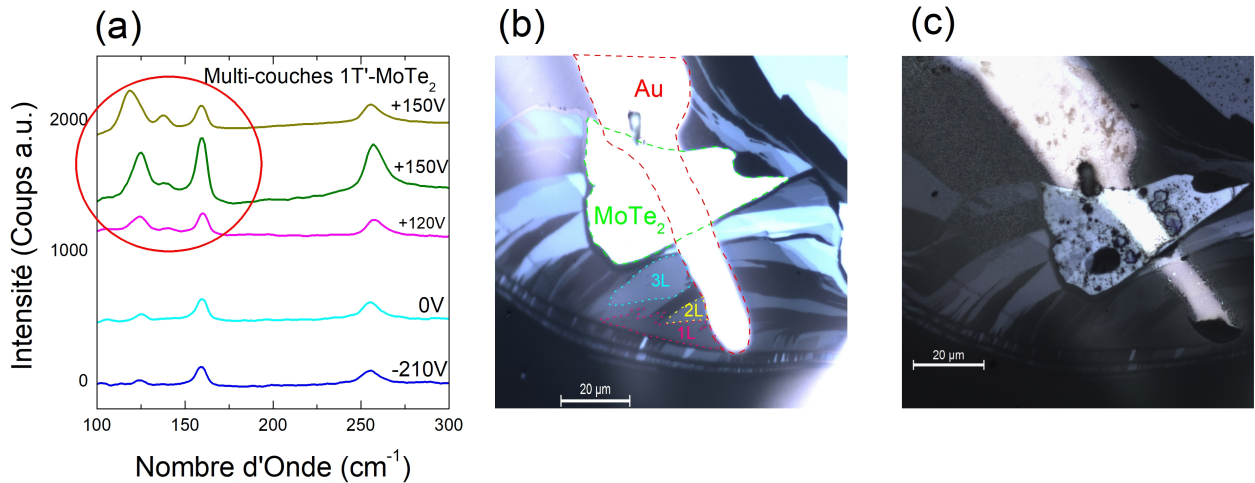 (a)
Multi-couches 1T'-MoTe₂
+150V
+150V
+120V
0V
-210V
2000
1000
0
100
150
200
250
300
Intensité (Coups a.u.)
Nombre d'Onde (cm⁻¹)
(b)
Au
MoTe₂
3L
2L
1L
20 µm
(c)
20 µm